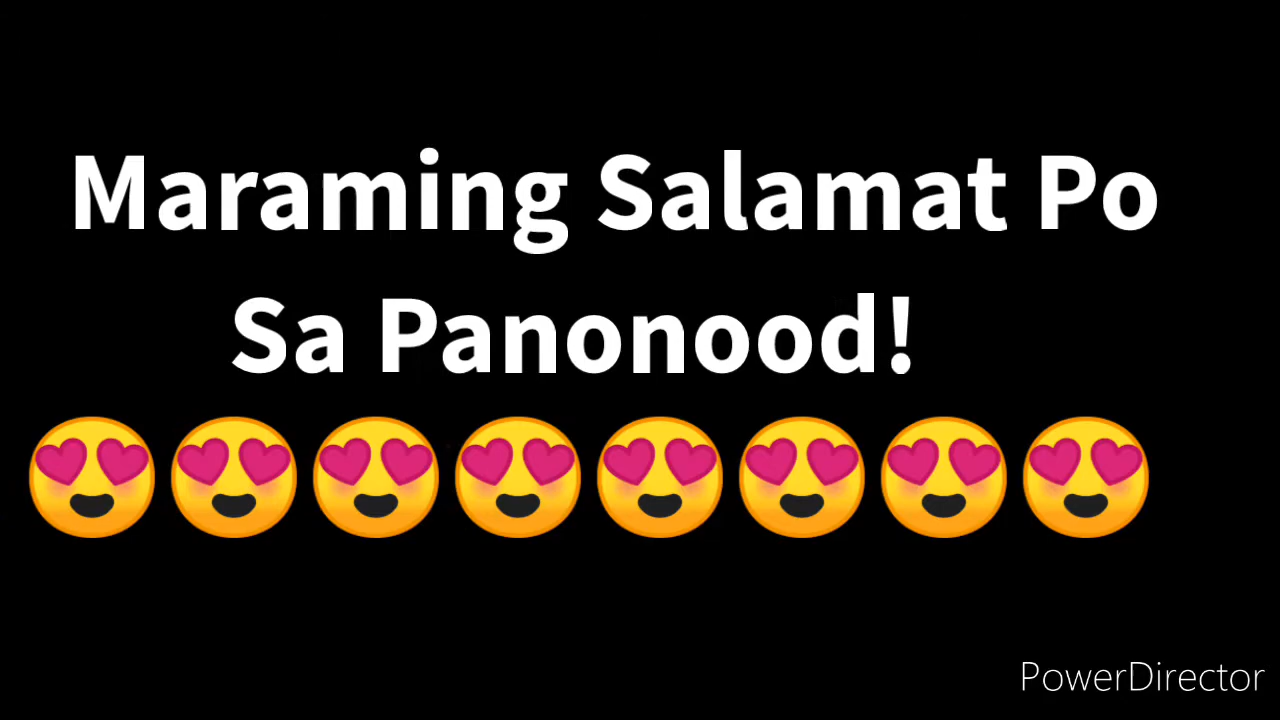 Maraming Salamat Po
Sa Panonood!
😍😍😍😍😍😍😍😍
PowerDirector